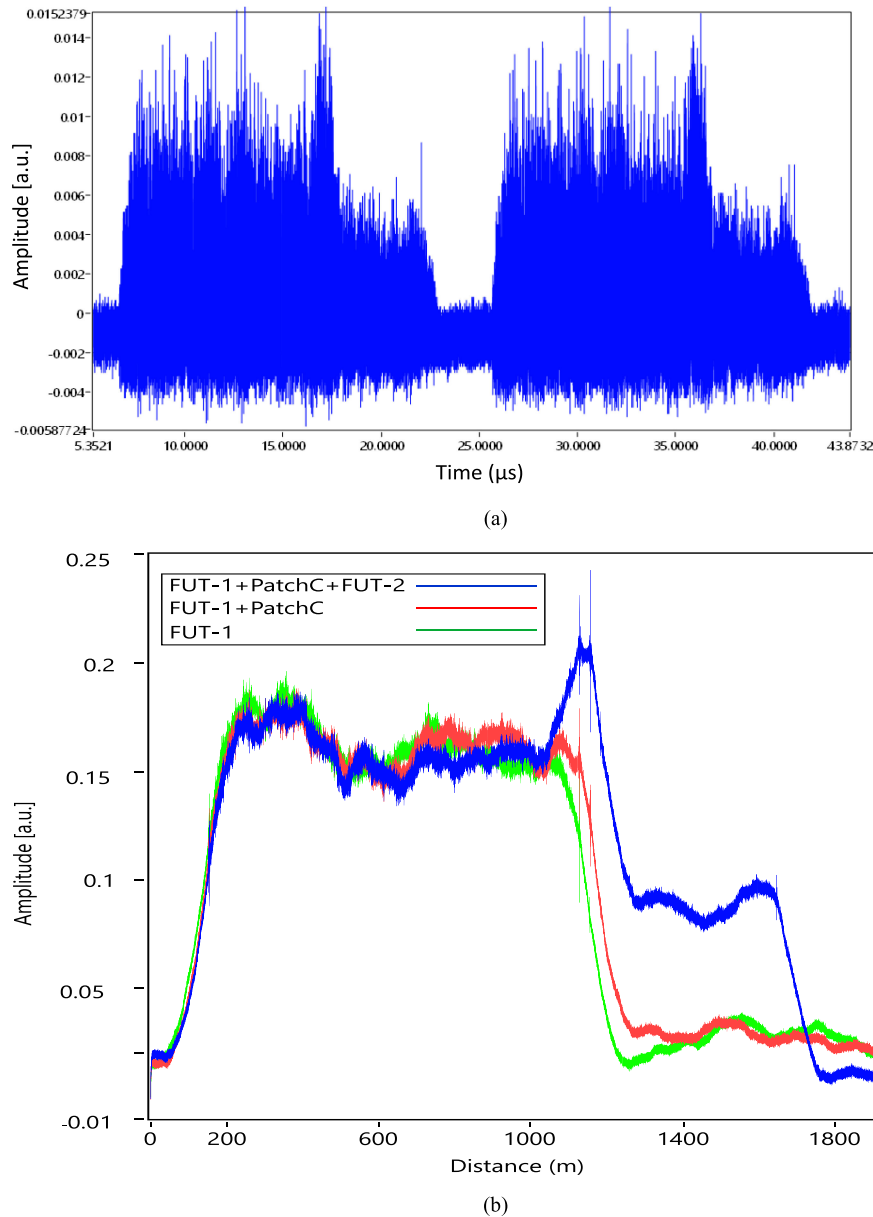 0.0152379
0.014
0.012
0.01
0.008
0.006
0.004
0.002
0
-0.002
-0.004
-0.00587721
Amplitude [a.u.]
5.3521 10.0000 15.0000 20.0000 25.0000 30.0000 35.0000 40.0000 43.8732
Time (µs)
(a)
0.25
0.2
0.15
0.1
0.05
-0.01
Amplitude [a.u.]
FUT-1+PatchC+FUT-2
FUT-1+PatchC
FUT-1
0 200 600 1000 1400 1800
Distance (m)
(b)